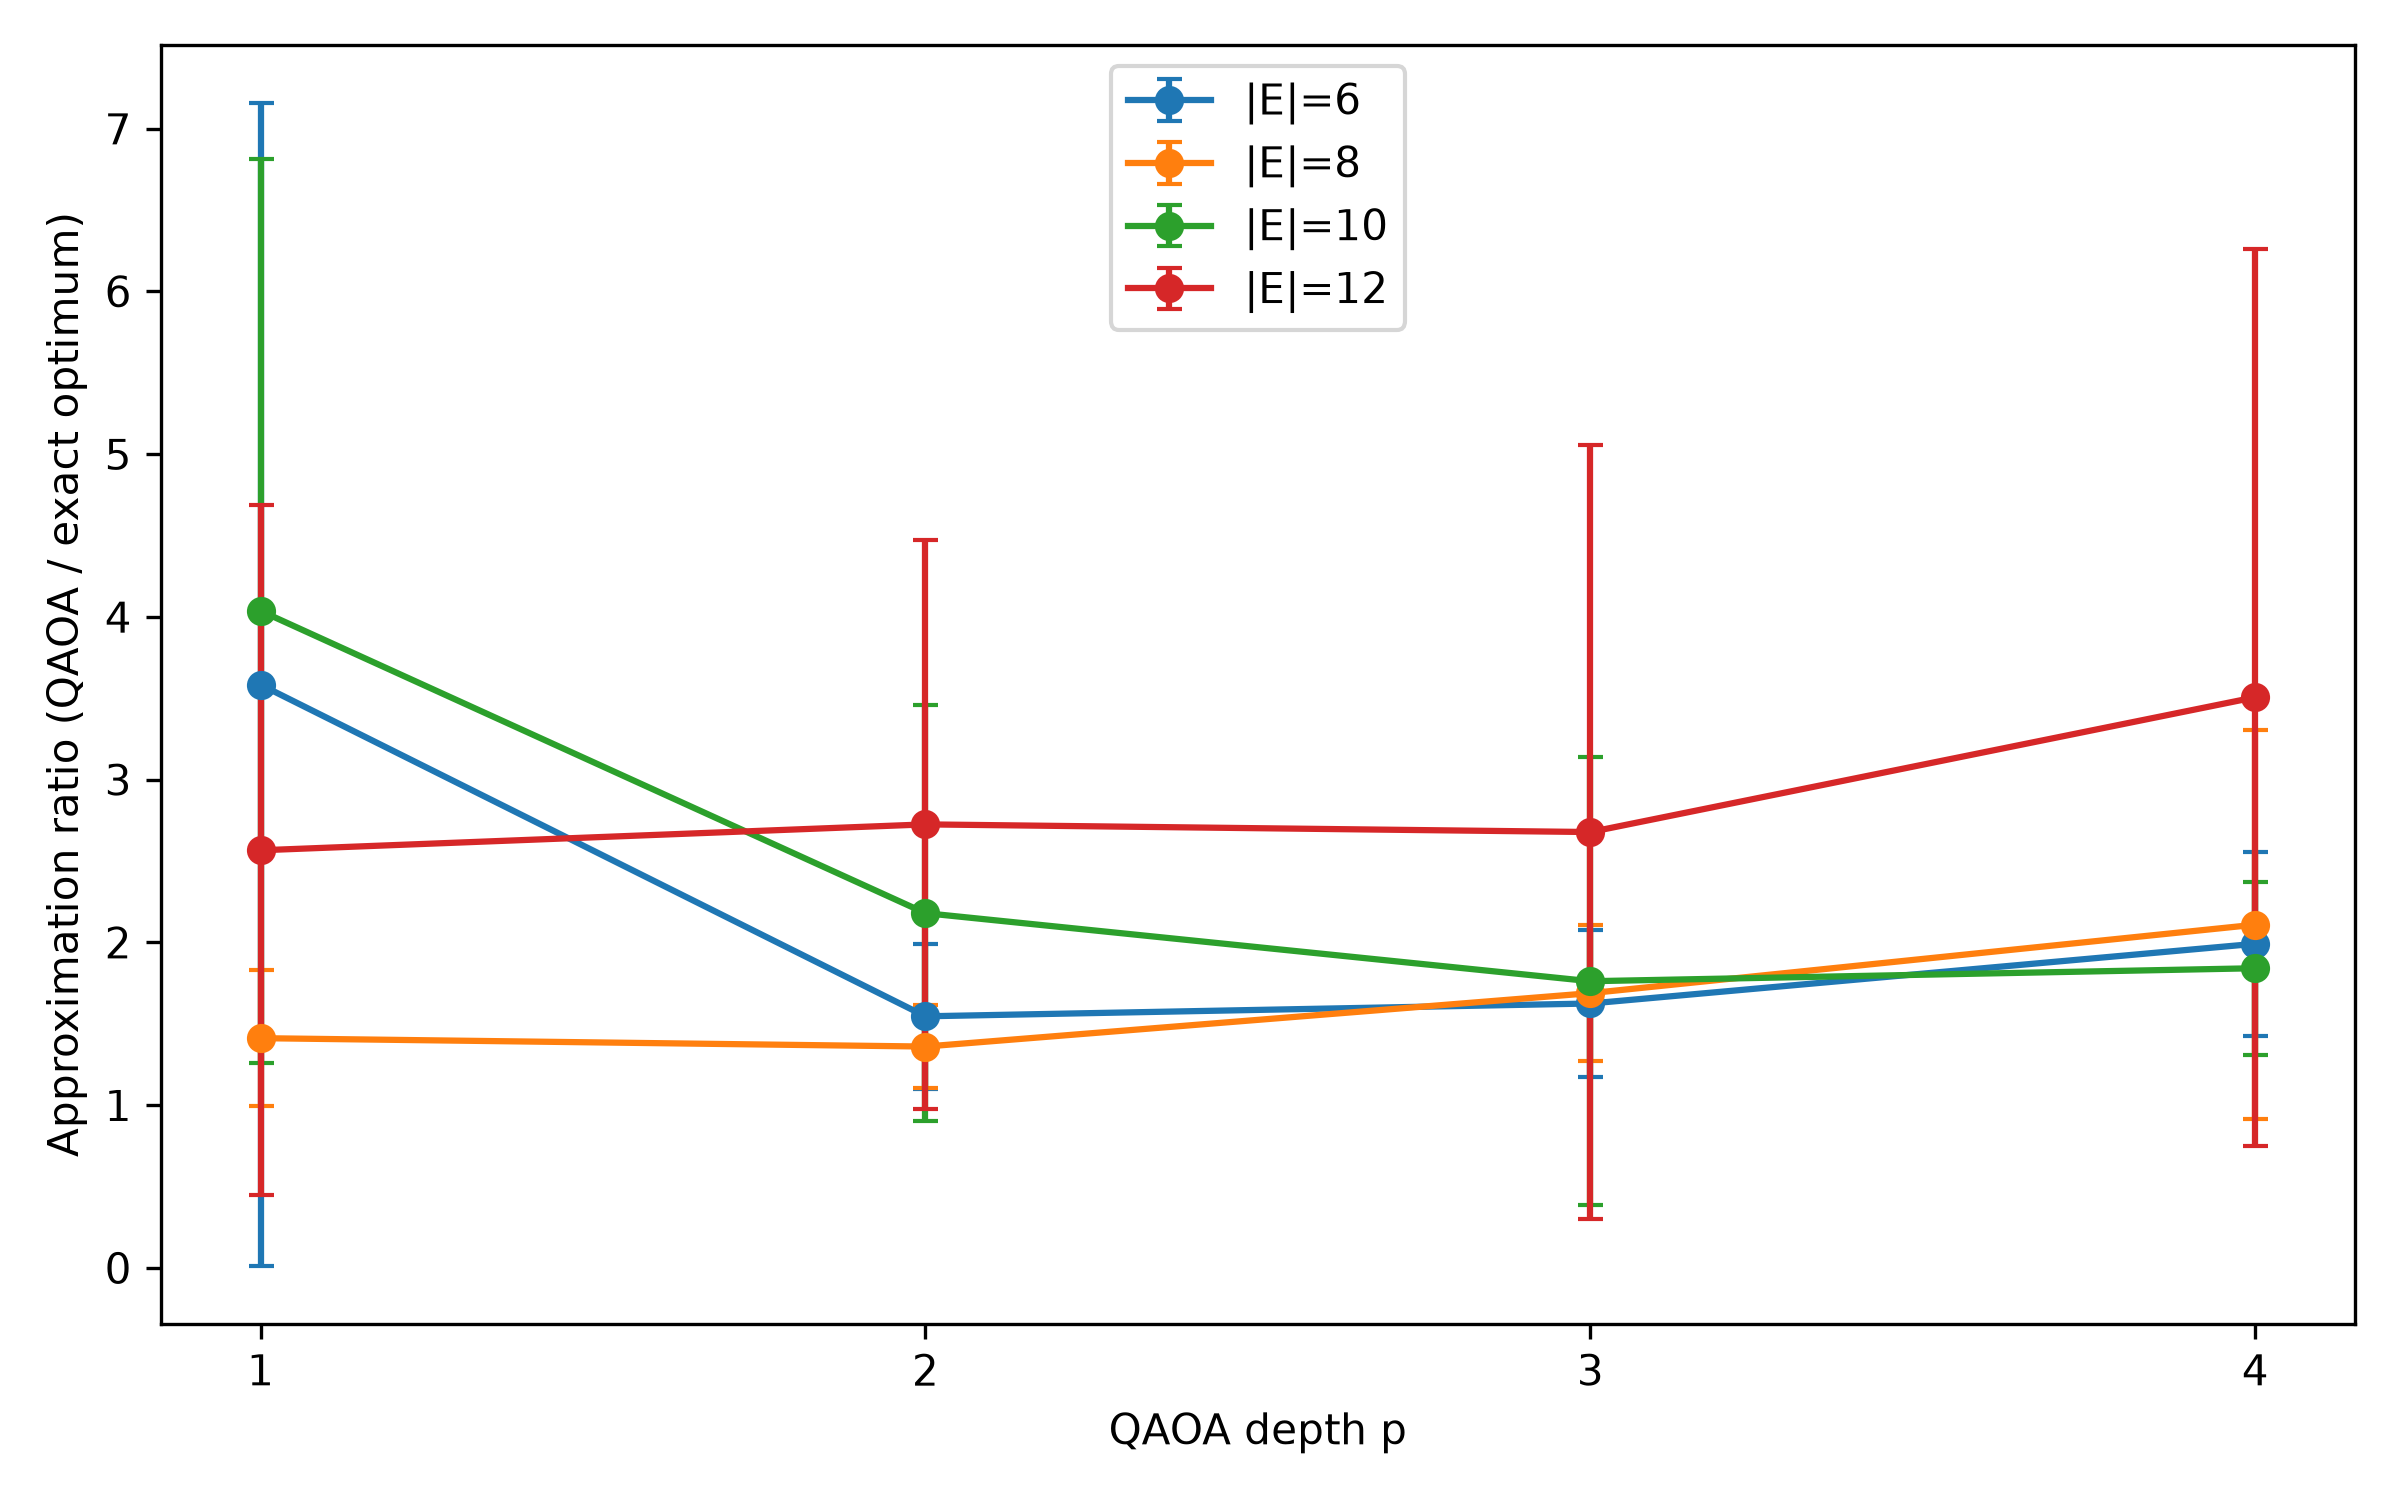 Approximation ratio (QAOA / exact optimum)
7
6
5
4
3
2
1
0
|E|=6
|E|=8
|E|=10
|E|=12
1 2 3 4
QAOA depth p